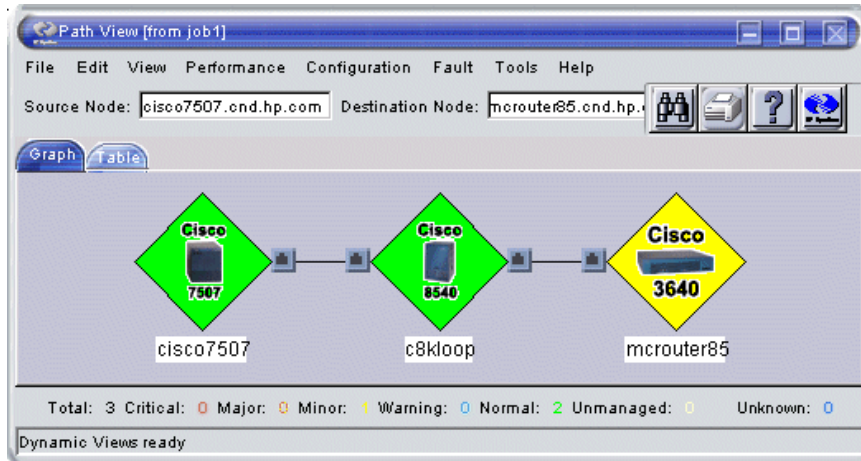 Path View [from job1]
File Edit View Performance Configuration Fault Tools Help
Source Node: cisco7507.cnd.hp.com Destination Node: mcrouter85.cnd.hp.
Graph Table
Cisco 7507
Cisco 8540
Cisco 3640
cisco7507 c8kloop mcrouter85
Total: 3 Critical: 0 Major: 0 Minor: 1 Warning: 0 Normal: 2 Unmanaged: 0 Unknown: 0
Dynamic Views ready